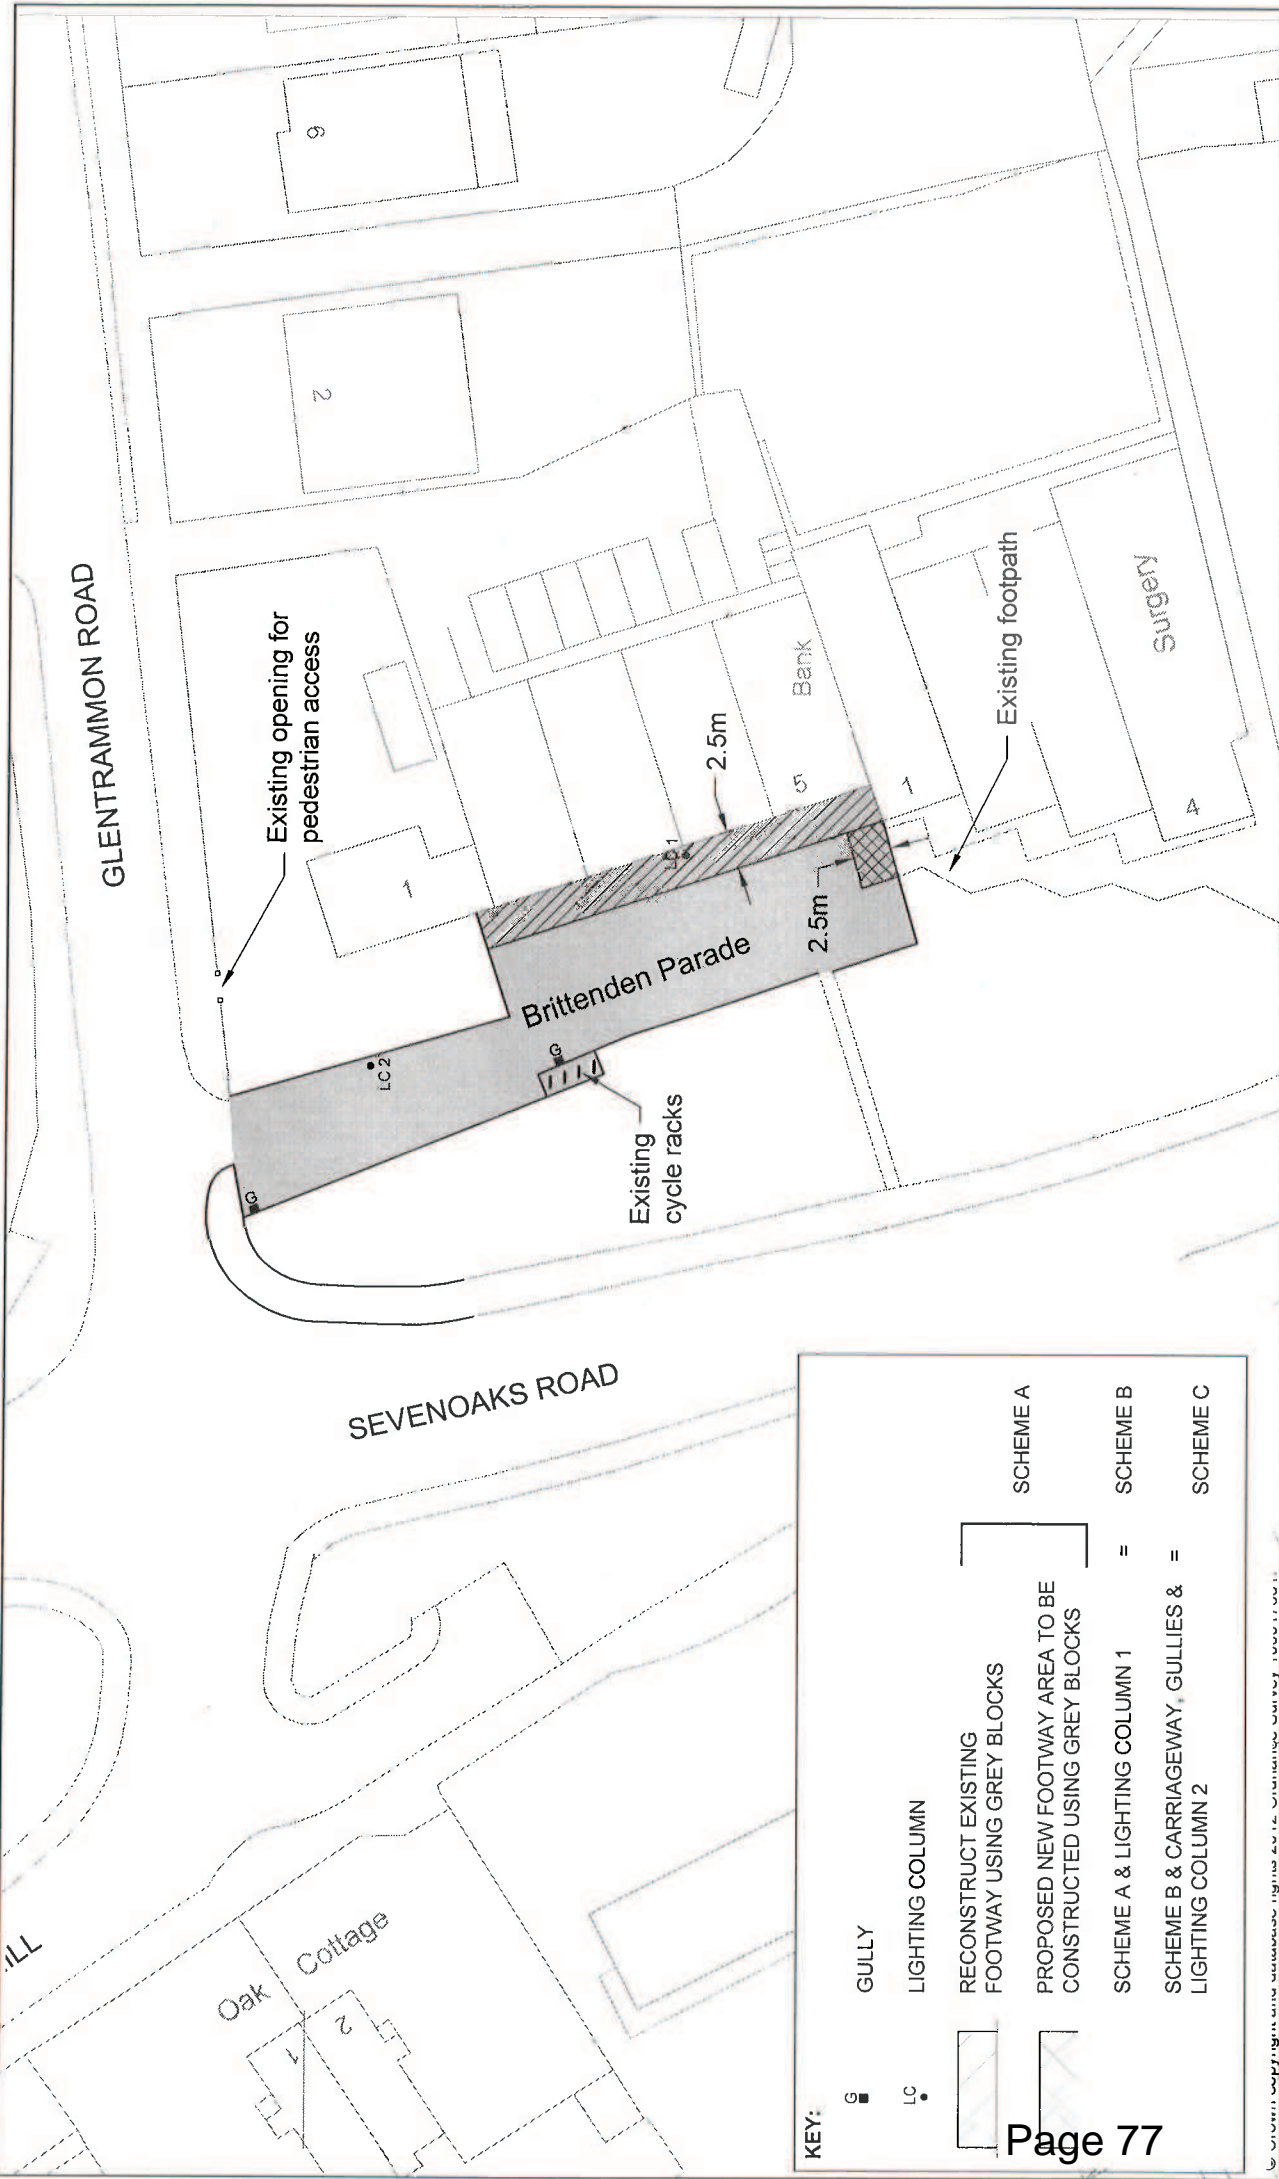 GLENTRAMMON ROAD
Existing opening for
pedestrian access
6
2
1
LC 2
G
G
Brittenden Parade
Existing
cycle racks
2.5m
2.5m
5
Bank
1
Existing footpath
Surgery
4
SEVENOAKS ROAD
Oak
Cottage
1
2
KEY:
G
GULLY
LC
LIGHTING COLUMN
RECONSTRUCT EXISTING
FOOTWAY USING GREY BLOCKS
PROPOSED NEW FOOTWAY AREA TO BE
CONSTRUCTED USING GREY BLOCKS
SCHEME A
SCHEME A & LIGHTING COLUMN 1 = SCHEME B
SCHEME B & CARRIAGEWAY, GULLIES & = SCHEME C
LIGHTING COLUMN 2
Page 77